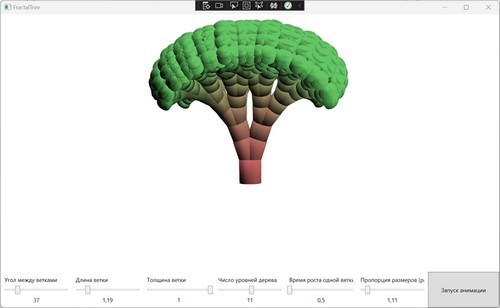 FractalTree
Угол между ветками
37
Длина ветки
1,19
Толщина ветки
1
Число уровней дерева
11
Время роста одной ветки
0,5
Пропорция размеров (р
1,11
Запуск анимации